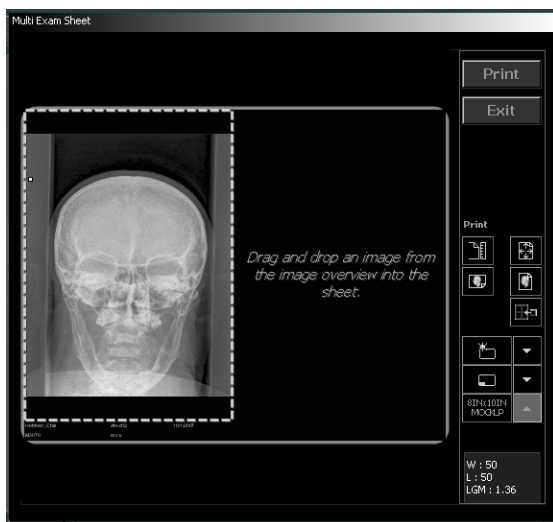 Multi Exam Sheet
Print
Exit
Drag and drop an image from
the image overview into the
sheet.
Print
8INx10IN
MOCKLP
W : 50
L : 50
LGM : 1.36